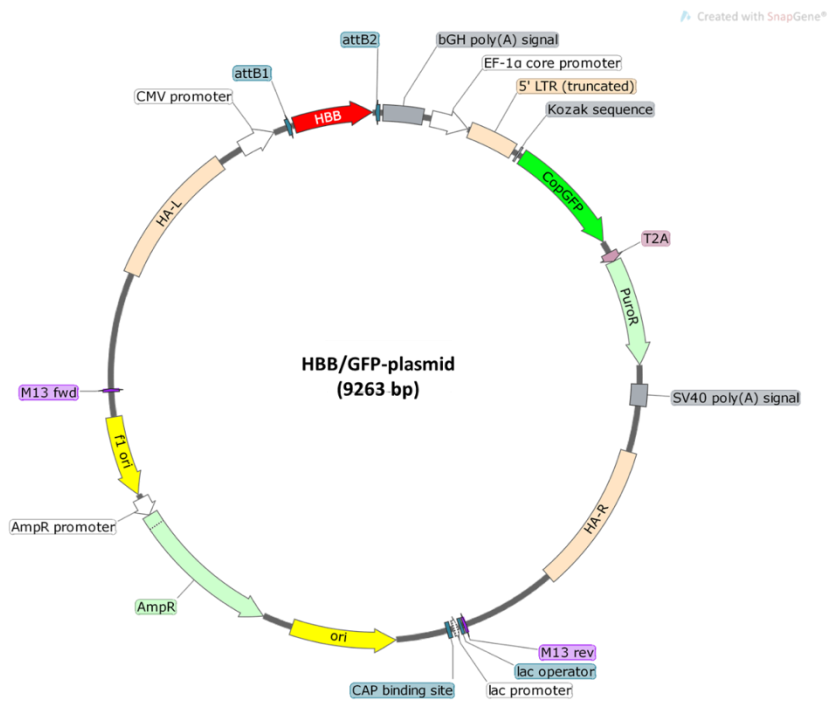 Created with SnapGene®
attB2
bGH poly(A) signal
EF-1α core promoter
attB1
5' LTR (truncated)
CMV promoter
Kozak sequence
HBB
CopGFP
HA-L
T2A
PuroR
HBB/GFP-plasmid
(9263 bp)
M13 fwd
SV40 poly(A) signal
f1 ori
HA-R
AmpR promoter
AmpR
ori
M13 rev
lac operator
CAP binding site
lac promoter